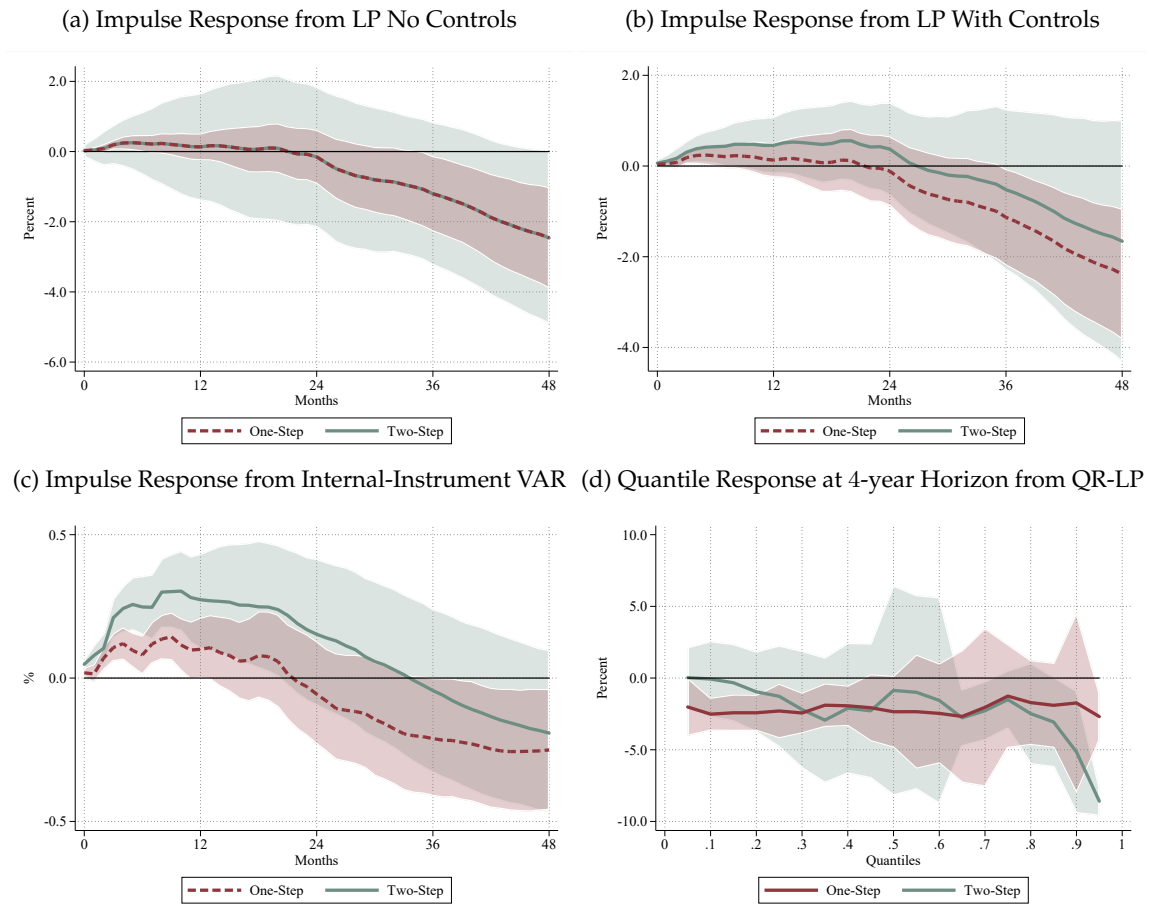 (a) Impulse Response from LP No Controls
2.0
0.0
-2.0
-4.0
-6.0
Percent
0 12 24 36 48
Months
One-Step Two-Step
(b) Impulse Response from LP With Controls
2.0
0.0
-2.0
-4.0
Percent
0 12 24 36 48
Months
One-Step Two-Step
(c) Impulse Response from Internal-Instrument VAR
0.5
0.0
-0.5
%
0 12 24 36 48
Months
One-Step Two-Step
(d) Quantile Response at 4-year Horizon from QR-LP
10.0
5.0
0.0
-5.0
-10.0
Percent
0 .1 .2 .3 .4 .5 .6 .7 .8 .9 1
Quantiles
One-Step Two-Step